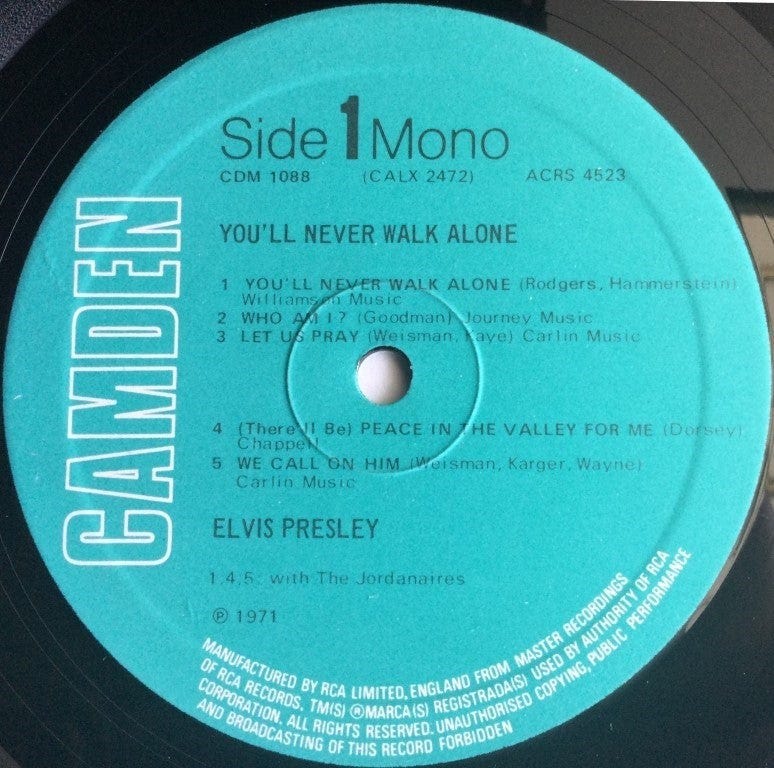 CAMDEN
Side 1 Mono
CDM 1088 (CALX 2472) ACRS 4523
YOU'LL NEVER WALK ALONE
1 YOU'LL NEVER WALK ALONE (Rodgers, Hammerstein)
Williamson Music
2 WHO AM I? (Goodman) Journey Music
3 LET US PRAY (Weisman, Kaye) Carlin Music
4 (There'll Be) PEACE IN THE VALLEY FOR ME (Dorsey)
Chappell
5 WE CALL ON HIM (Weisman, Karger, Wayne)
Carlin Music
ELVIS PRESLEY
1.4.5: with The Jordanaires
℗ 1971
MANUFACTURED BY RCA LIMITED, ENGLAND FROM MASTER RECORDINGS
OF RCA RECORDS. TM(S) ® MARCA(S) REGISTRADA(S) USED BY AUTHORITY OF RCA
CORPORATION. ALL RIGHTS RESERVED. UNAUTHORISED COPYING, PUBLIC PERFORMANCE
AND BROADCASTING OF THIS RECORD FORBIDDEN